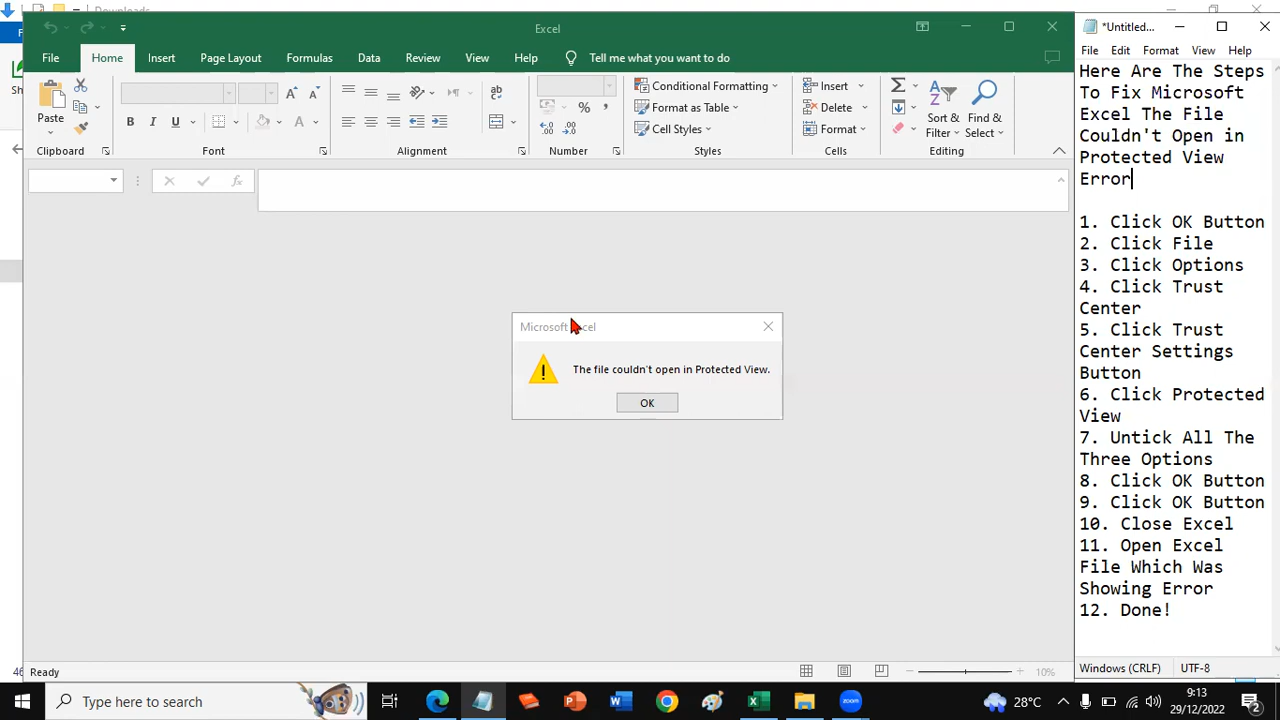 Downloads
Excel
*Untitled...
File Home Insert Page Layout Formulas Data Review View Help Tell me what you want to do
File Edit Format View Help
Paste
B I U
ab
% ,
Conditional Formatting
Format as Table
Cell Styles
Insert
Delete
Format
Sort &
Filter
Find &
Select
Clipboard Font Alignment Number Styles Cells Editing
fx
Here Are The Steps
To Fix Microsoft
Excel The File
Couldn't Open in
Protected View
Error
1. Click OK Button
2. Click File
3. Click Options
4. Click Trust
Center
5. Click Trust
Center Settings
Button
6. Click Protected
View
7. Untick All The
Three Options
8. Click OK Button
9. Click OK Button
10. Close Excel
11. Open Excel
File Which Was
Showing Error
12. Done!
The file couldn't open in Protected View.
OK
Ready
10%
Windows (CRLF) UTF-8
Type here to search
zoom
28°C
9:13
29/12/2022
2